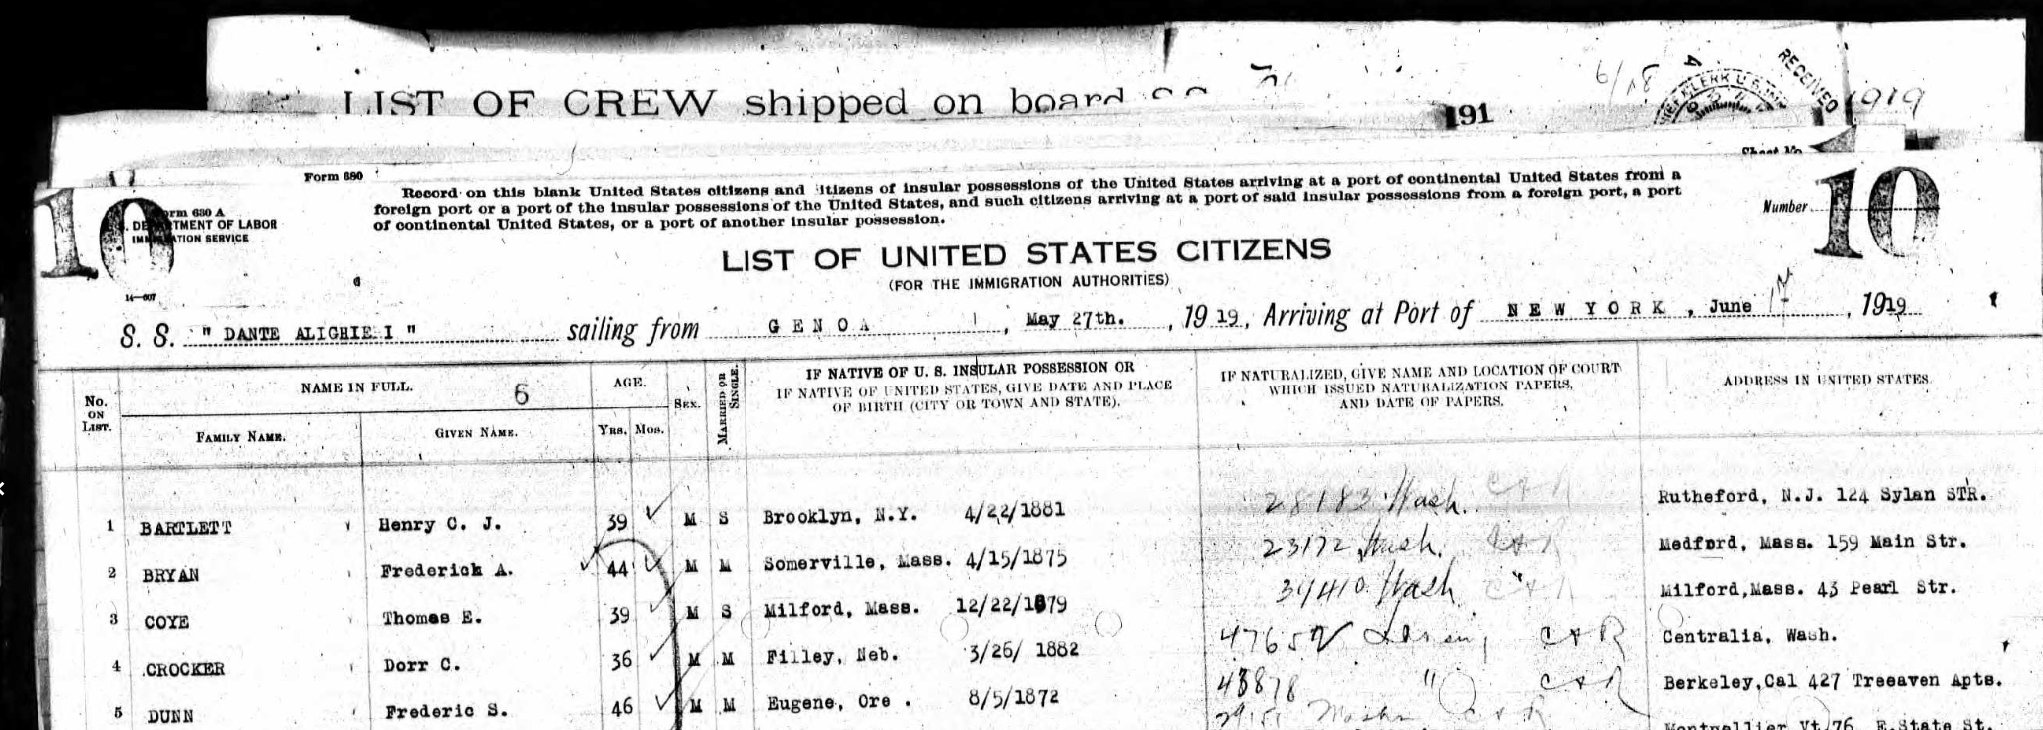 LIST OF CREW shipped on board
191
6/18
RECEIVED
1919
Form 680
10
Form 630 A
DEPARTMENT OF LABOR
IMMIGRATION SERVICE
14—607
Record on this blank United States citizens and citizens of insular possessions of the United States arriving at a port of continental United States from a
foreign port or a port of the insular possessions of the United States, and such citizens arriving at a port of said insular possessions from a foreign port, a port
of continental United States, or a port of another insular possession.
Number
10
LIST OF UNITED STATES CITIZENS
(FOR THE IMMIGRATION AUTHORITIES)
S. S. " DANTE ALIGHIE I " sailing from GENOA, May 27th., 1919, Arriving at Port of NEW YORK, June 1919
No. ON LIST.
NAME IN FULL. 6
FAMILY NAME.
GIVEN NAME.
AGE.
YRS. MOS.
SEX.
MARRIED OR SINGLE.
IF NATIVE OF U. S. INSULAR POSSESSION OR
IF NATIVE OF UNITED STATES, GIVE DATE AND PLACE
OF BIRTH (CITY OR TOWN AND STATE).
IF NATURALIZED, GIVE NAME AND LOCATION OF COURT
WHICH ISSUED NATURALIZATION PAPERS,
AND DATE OF PAPERS.
ADDRESS IN UNITED STATES.
1 BARTLETT Henry C. J. 39 M S Brooklyn, N.Y. 4/22/1881 28183 Wash. C & R Rutheford, N.J. 124 Sylan STR.
2 BRYAN Frederick A. 44 M M Somerville, Mass. 4/15/1875 23172 Wash. C & R Medford, Mass. 159 Main Str.
3 COYE Thomas E. 39 M S Milford, Mass. 12/22/1879 Wash C & R Milford,Mass. 43 Pearl Str.
4 CROCKER Dorr C. 36 M M Filley, Neb. 3/26/ 1882 C & R Centralia, Wash.
5 DUNN Frederic S. 46 M M Eugene, Ore . 8/5/1872 43878 " C & R Berkeley,Cal 427 Treeaven Apts.
C & R Montpellier Vt 76 E.State St.